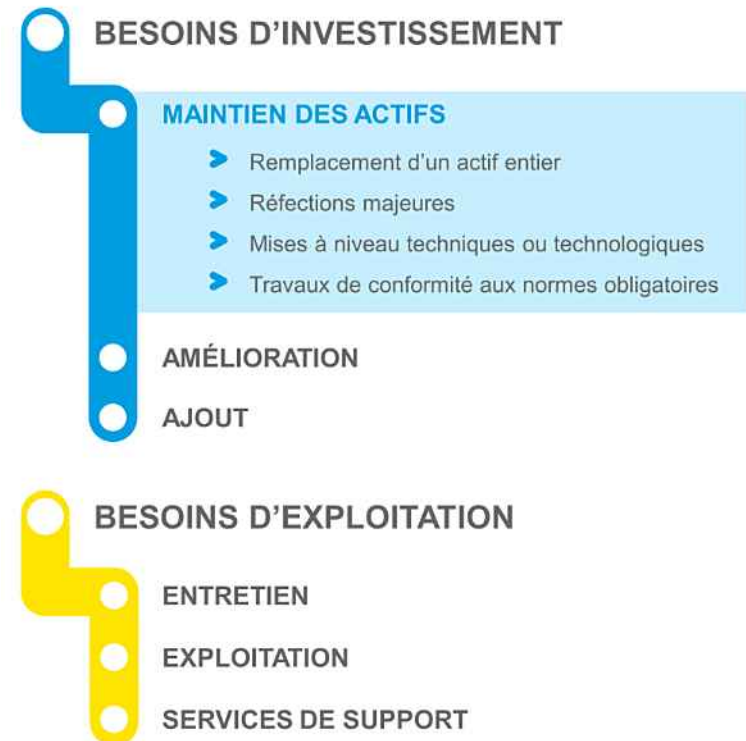 BESOINS D’INVESTISSEMENT
MAINTIEN DES ACTIFS
Remplacement d’un actif entier
Réfections majeures
Mises à niveau techniques ou technologiques
Travaux de conformité aux normes obligatoires
AMÉLIORATION
AJOUT
BESOINS D’EXPLOITATION
ENTRETIEN
EXPLOITATION
SERVICES DE SUPPORT